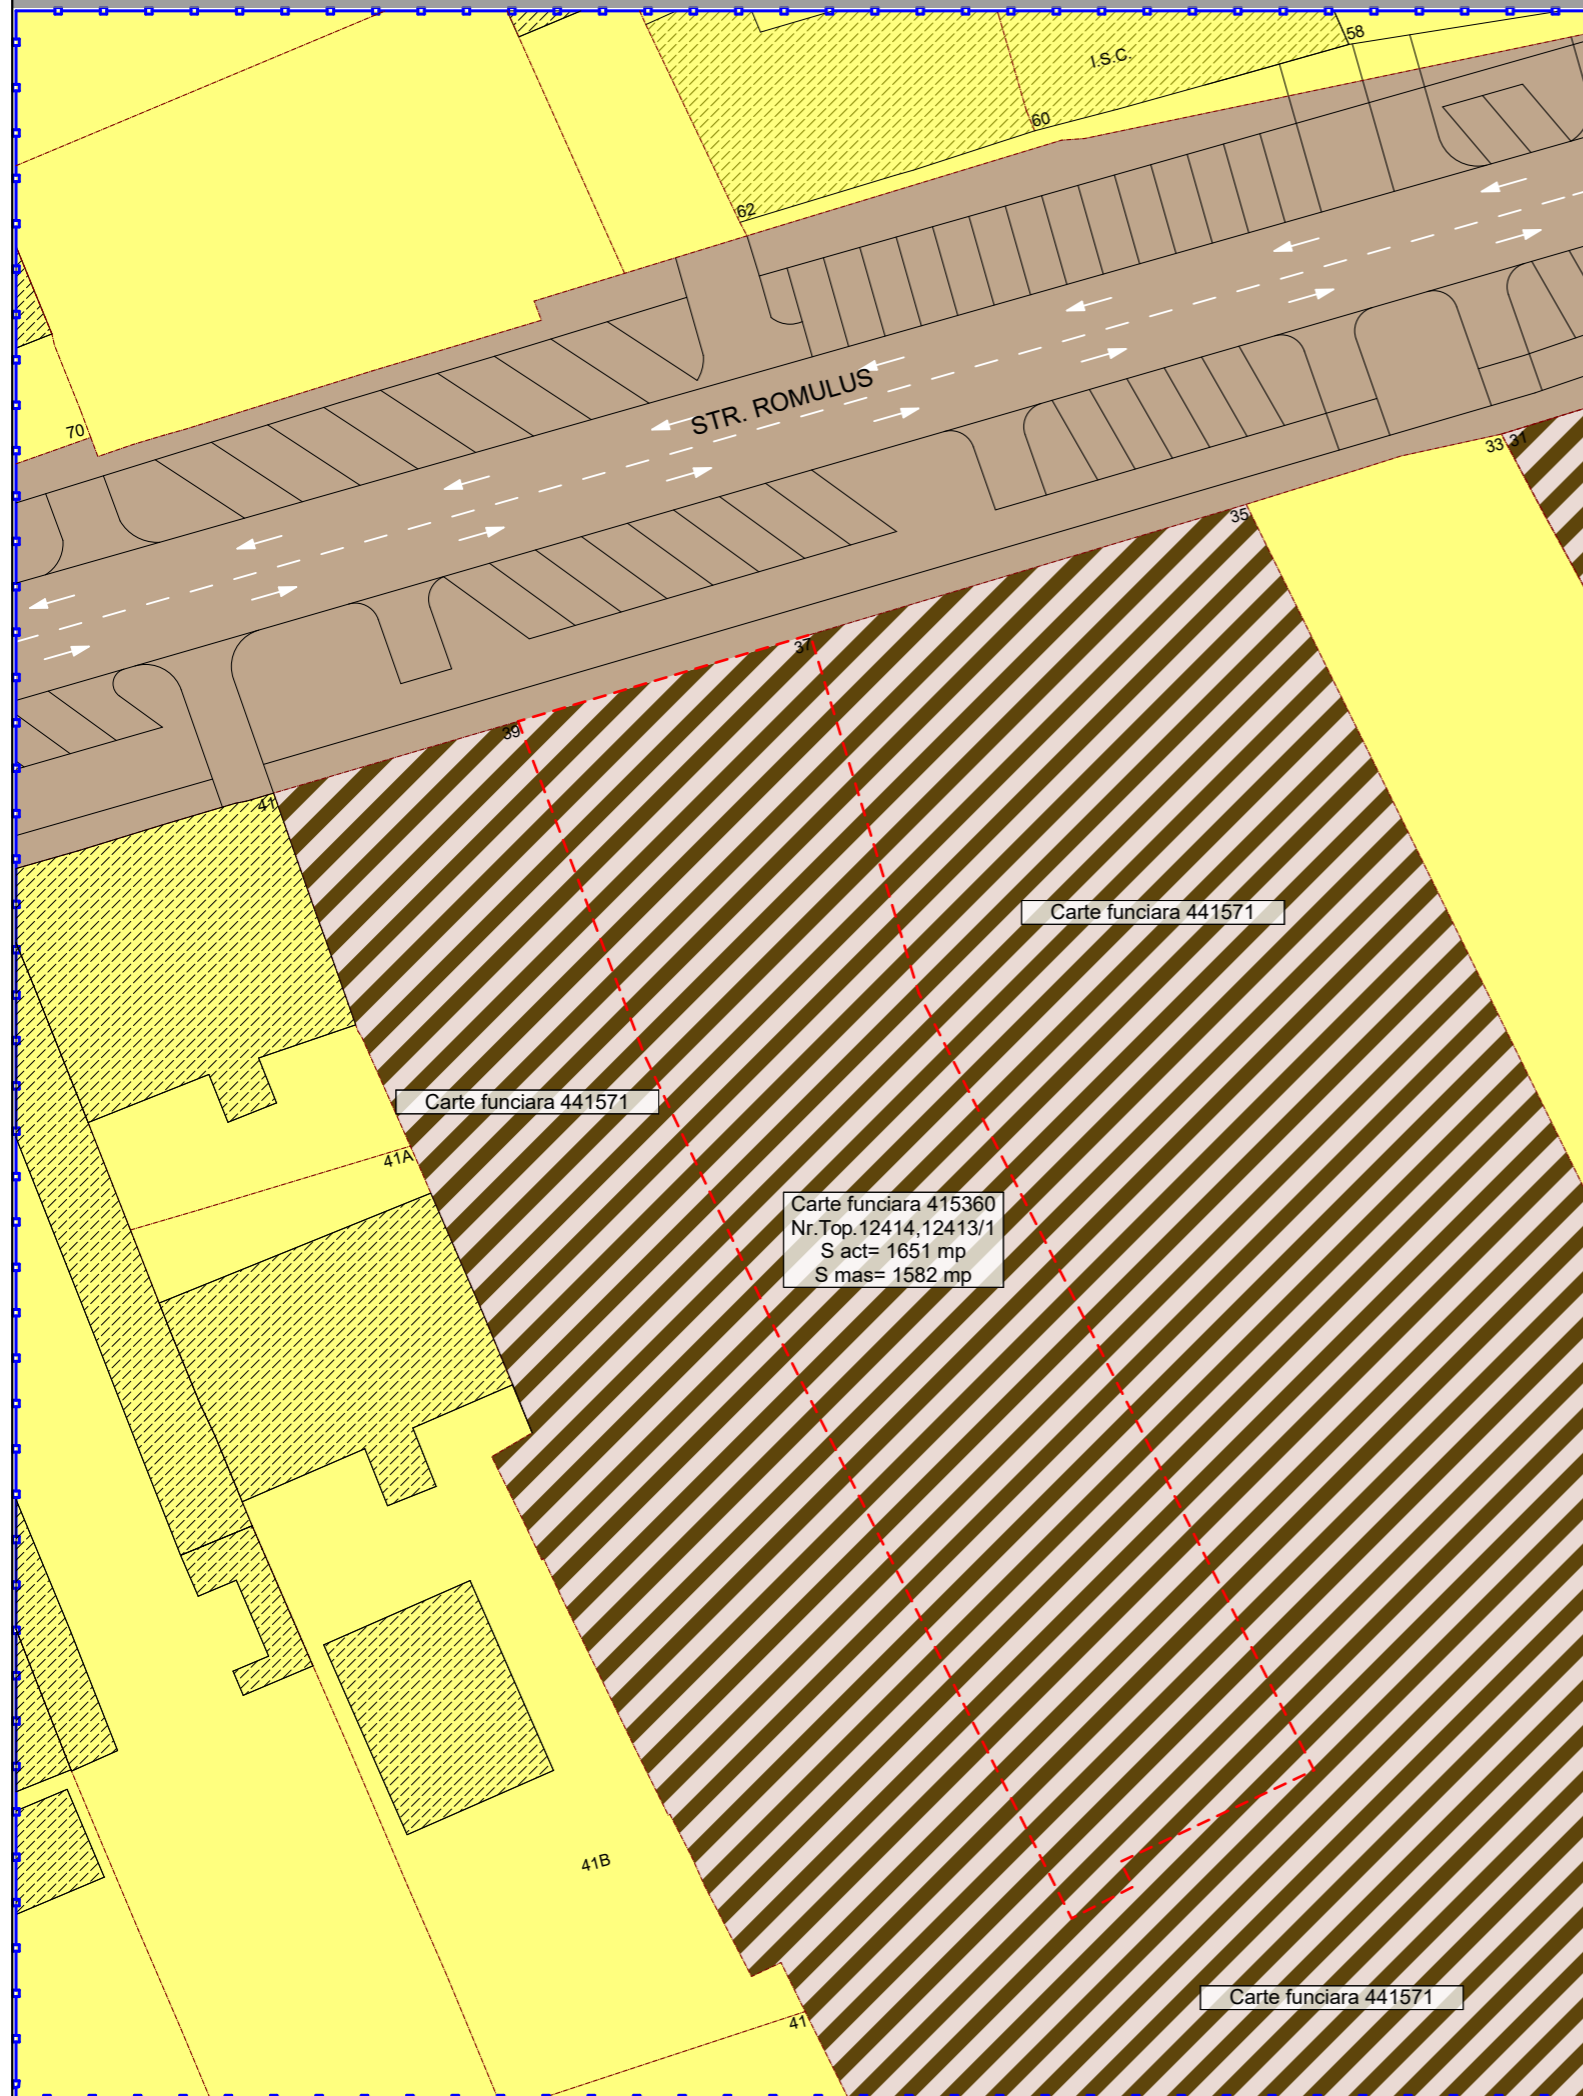 58
I.S.C.
60
62
70
STR. ROMULUS
33
31
35
37
39
41
Carte funciara 441571
Carte funciara 441571
41A
Carte funciara 415360
Nr.Top.12414,12413/1
S act= 1651 mp
S mas= 1582 mp
41B
Carte funciara 441571
41